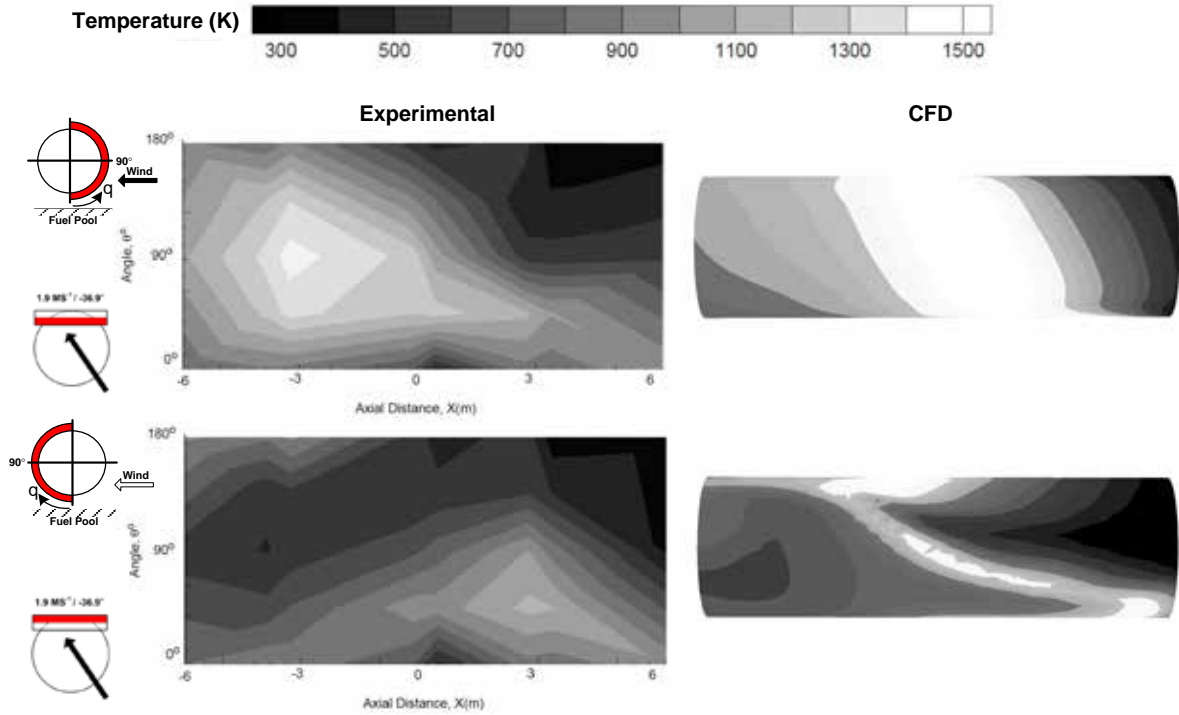 Temperature (K)
300 500 700 900 1100 1300 1500
Experimental CFD
180°
90°
Wind
q
Fuel Pool
Angle, θ°
90°
1.9 MS⁻¹ / -36.9°
0°
-6 -3 0 3 6
Axial Distance, X(m)
180°
90°
Wind
q
Fuel Pool
Angle, θ°
90°
1.9 MS⁻¹ / -36.9°
0°
-6 -3 0 3 6
Axial Distance, X(m)